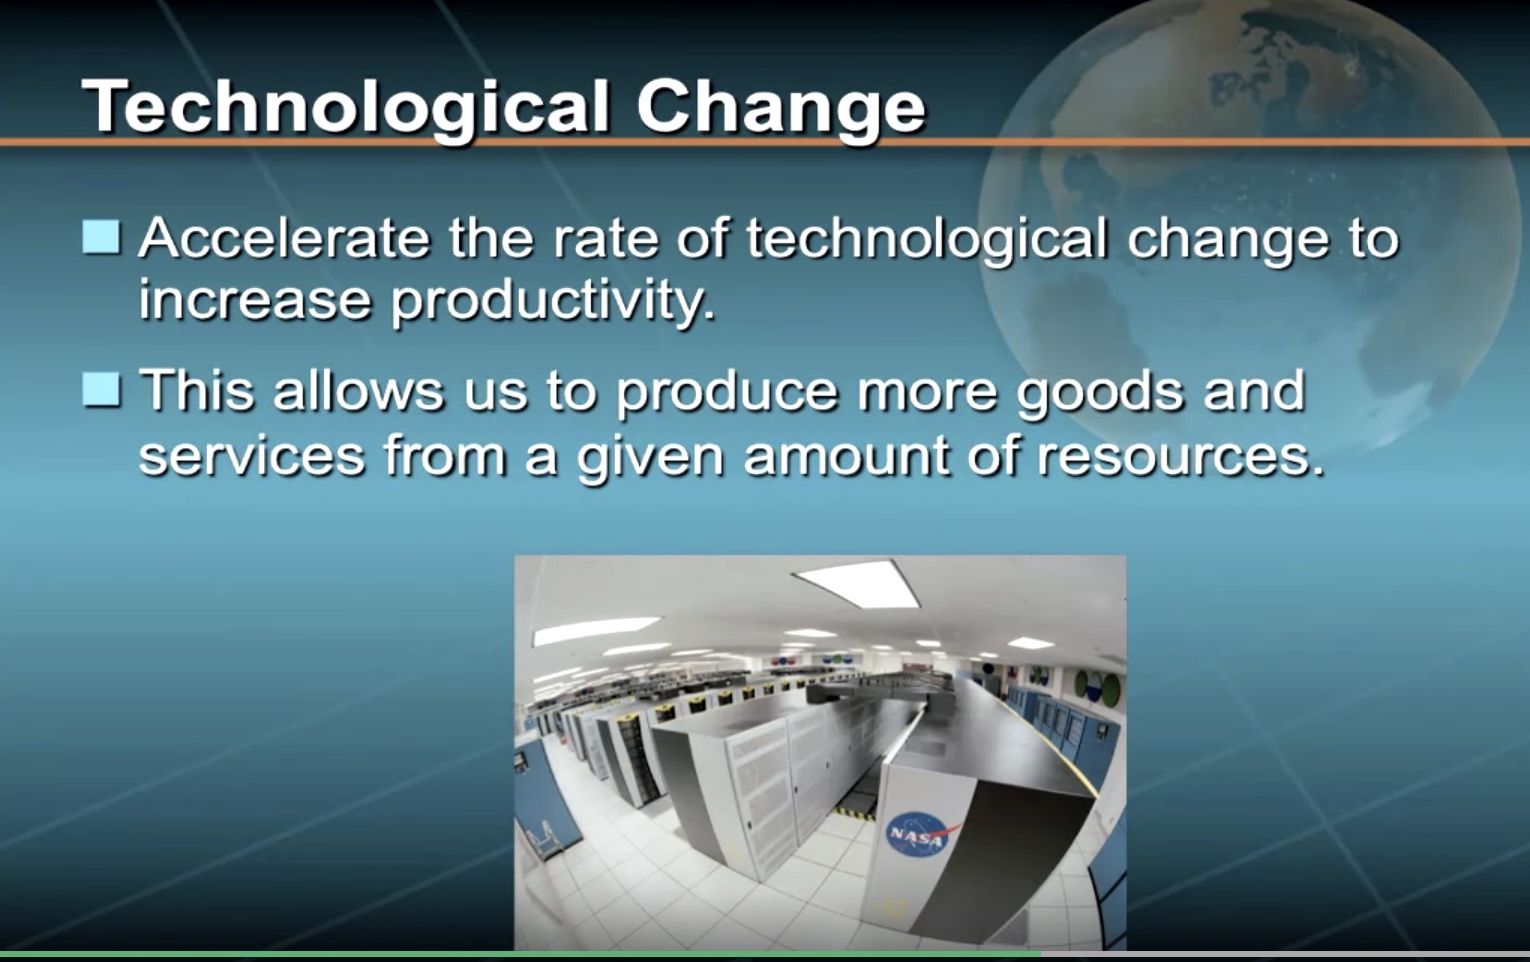 Technological Change
Accelerate the rate of technological change to
increase productivity.
This allows us to produce more goods and
services from a given amount of resources.
NASA